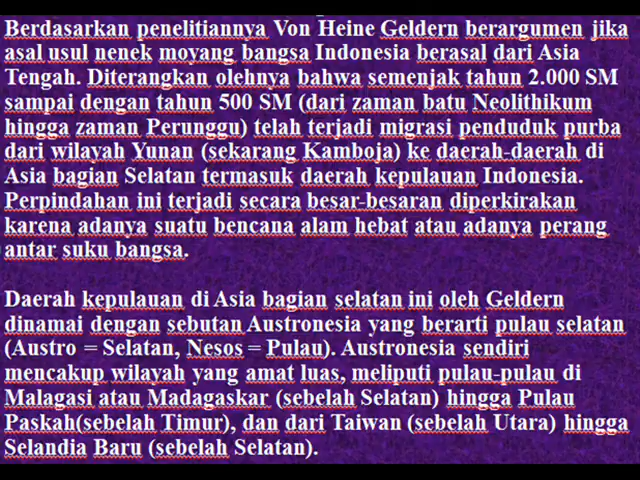 Berdasarkan penelitiannya Von Heine Geldern berargumen jika
asal usul nenek moyang bangsa Indonesia berasal dari Asia
Tengah. Diterangkan olehnya bahwa semenjak tahun 2.000 SM
sampai dengan tahun 500 SM (dari zaman batu Neolithikum
hingga zaman Perunggu) telah terjadi migrasi penduduk purba
dari wilayah Yunan (sekarang Kamboja) ke daerah-daerah di
Asia bagian Selatan termasuk daerah kepulauan Indonesia.
Perpindahan ini terjadi secara besar-besaran diperkirakan
karena adanya suatu bencana alam hebat atau adanya perang
antar suku bangsa.
Daerah kepulauan di Asia bagian selatan ini oleh Geldern
dinamai dengan sebutan Austronesia yang berarti pulau selatan
(Austro = Selatan, Nesos = Pulau). Austronesia sendiri
mencakup wilayah yang amat luas, meliputi pulau-pulau di
Malagasi atau Madagaskar (sebelah Selatan) hingga Pulau
Paskah(sebelah Timur), dan dari Taiwan (sebelah Utara) hingga
Selandia Baru (sebelah Selatan).